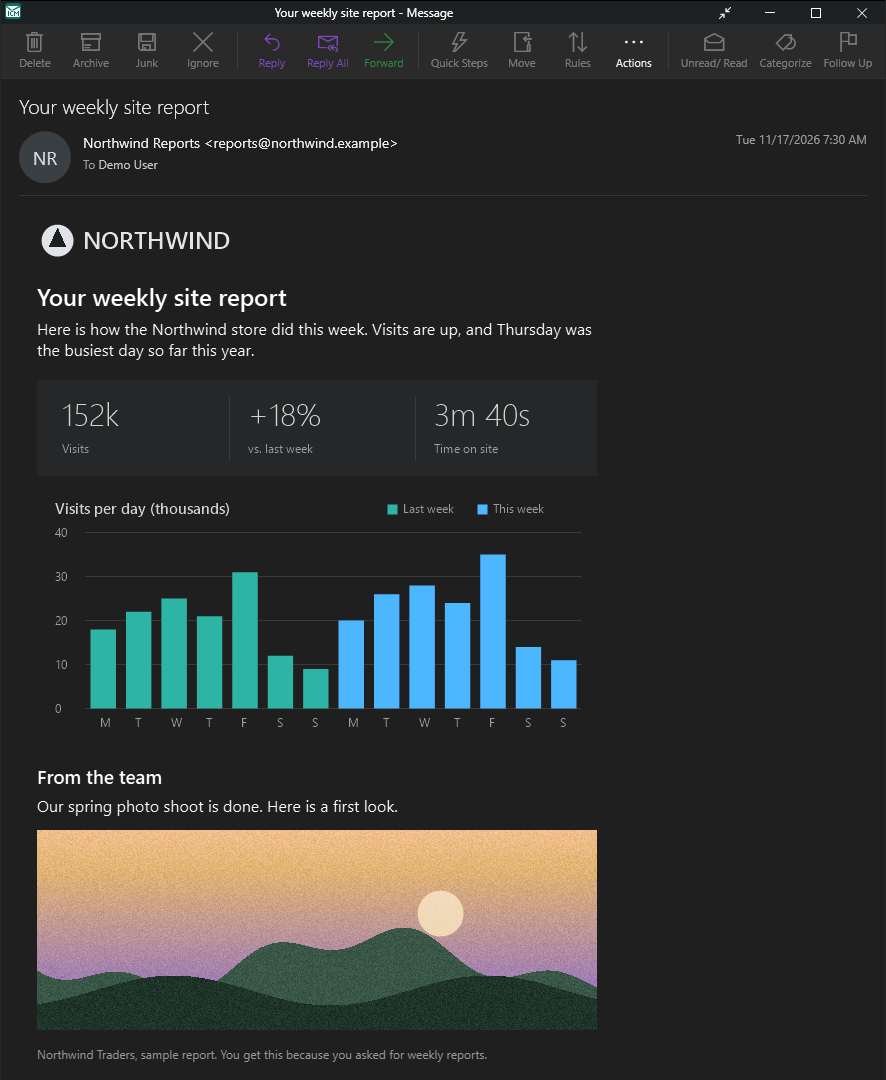 ICM
Your weekly site report - Message
Delete
Archive
Junk
Ignore
Reply
Reply All
Forward
Quick Steps
Move
Rules
Actions
Unread/ Read
Categorize
Follow Up
Your weekly site report
NR
Northwind Reports <reports@northwind.example>
Tue 11/17/2026 7:30 AM
To Demo User
NORTHWIND
Your weekly site report
Here is how the Northwind store did this week. Visits are up, and Thursday was
the busiest day so far this year.
152k
Visits
+18%
vs. last week
3m 40s
Time on site
Visits per day (thousands)
Last week
This week
40
30
20
10
0
M T W T F S S M T W T F S S
From the team
Our spring photo shoot is done. Here is a first look.
Northwind Traders, sample report. You get this because you asked for weekly reports.